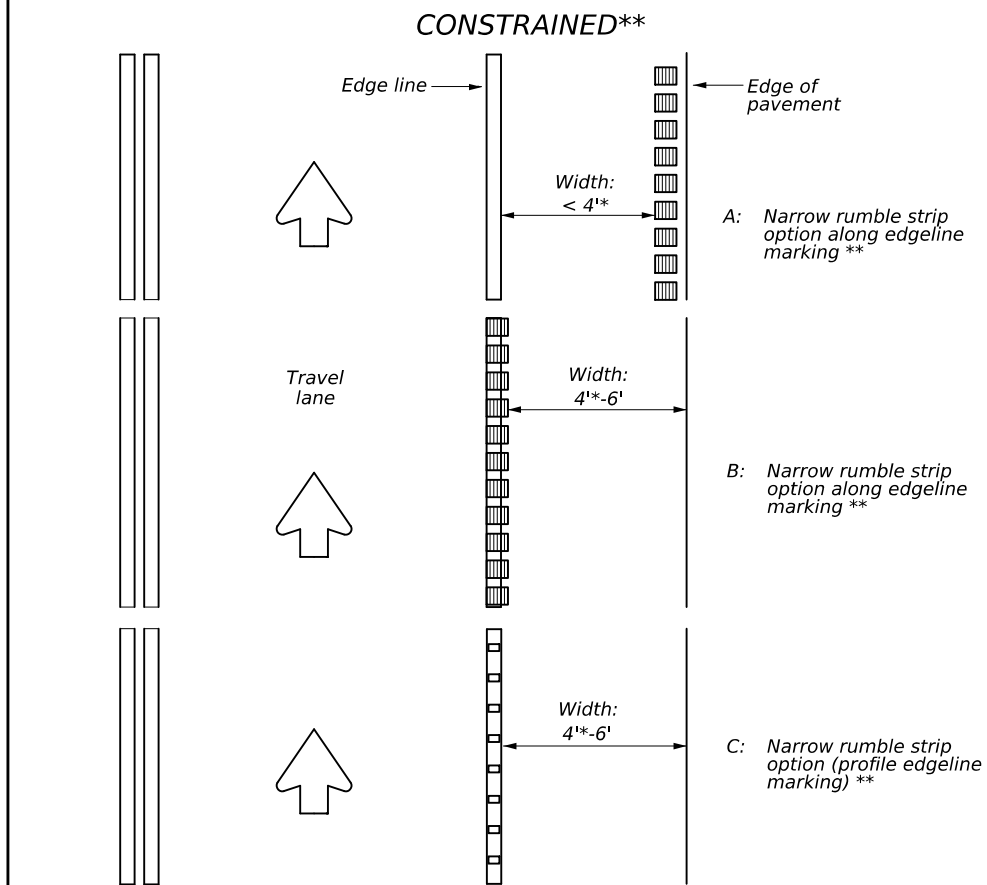 CONSTRAINED**
Edge line
Edge of
pavement
Width:
< 4'*
A: Narrow rumble strip
option along edgeline
marking **
Travel
lane
Width:
4'*-6'
B: Narrow rumble strip
option along edgeline
marking **
Width:
4'*-6'
C: Narrow rumble strip
option (profile edgeline
marking) **